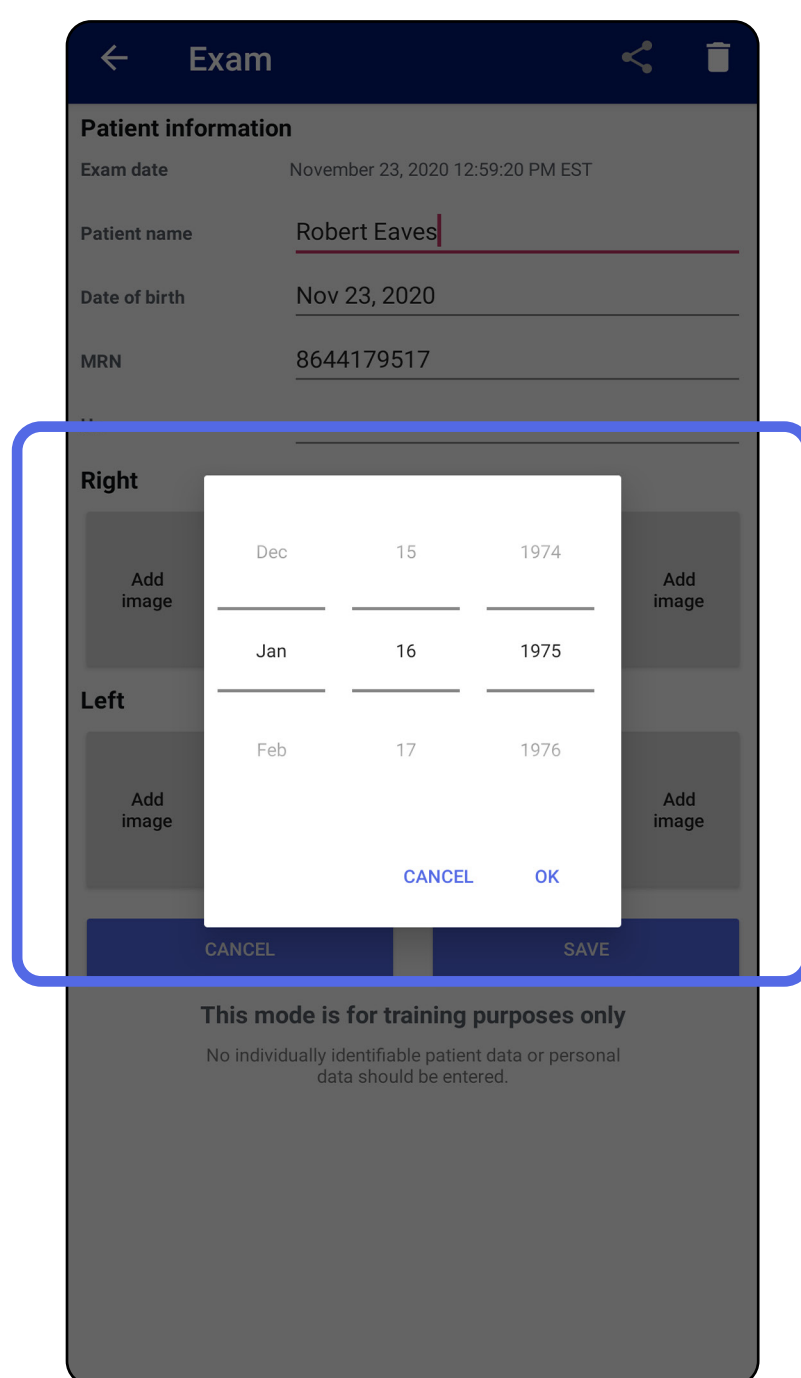 Exam
Patient information
Exam date November 23, 2020 12:59:20 PM EST
Patient name Robert Eaves
Date of birth Nov 23, 2020
MRN 8644179517
Right
Add
image
Add
image
Dec 15 1974
Jan 16 1975
Feb 17 1976
CANCEL OK
Left
Add
image
Add
image
CANCEL SAVE
This mode is for training purposes only
No individually identifiable patient data or personal
data should be entered.